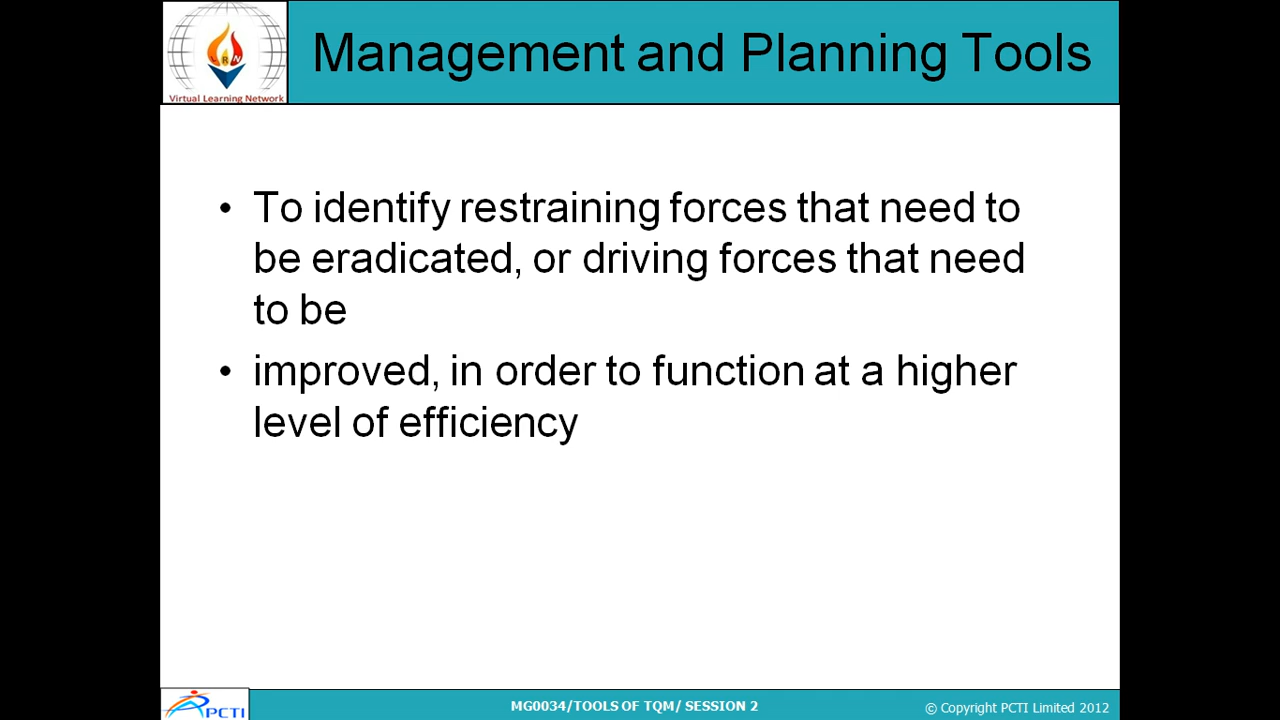 Management and Planning Tools
LRN
Virtual Learning Network
• To identify restraining forces that need to
be eradicated, or driving forces that need
to be
• improved, in order to function at a higher
level of efficiency
PCTI
MG0034/TOOLS OF TQM/ SESSION 2
© Copyright PCTI Limited 2012